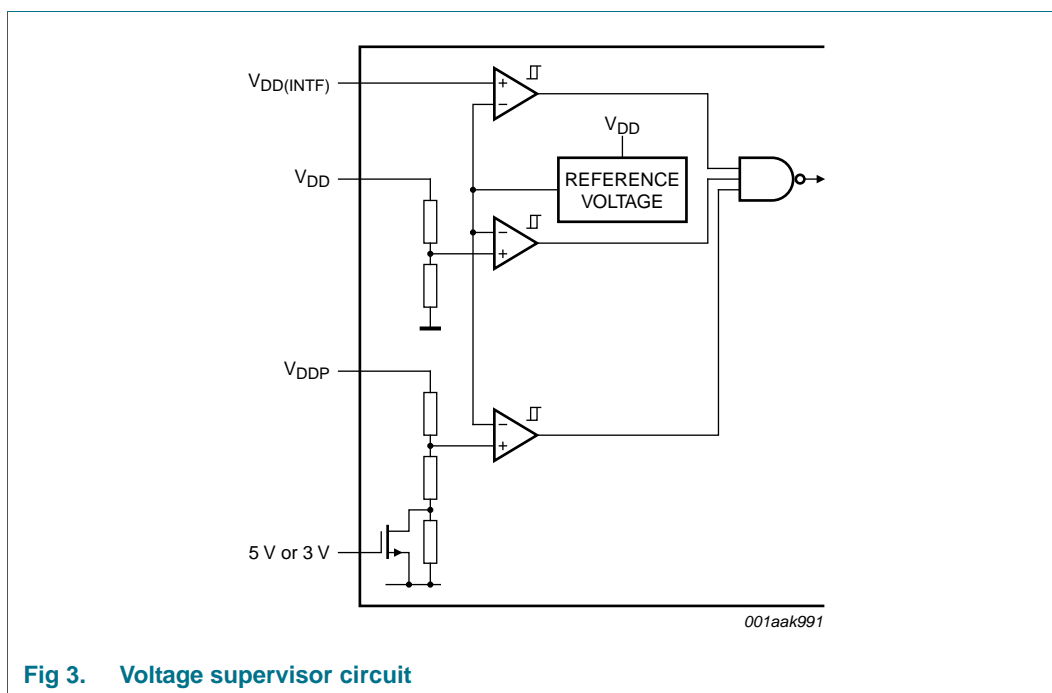 VDD(INTF)
VDD
VDD
REFERENCE
VOLTAGE
VDDP
5 V or 3 V
001aak991
Fig 3. Voltage supervisor circuit